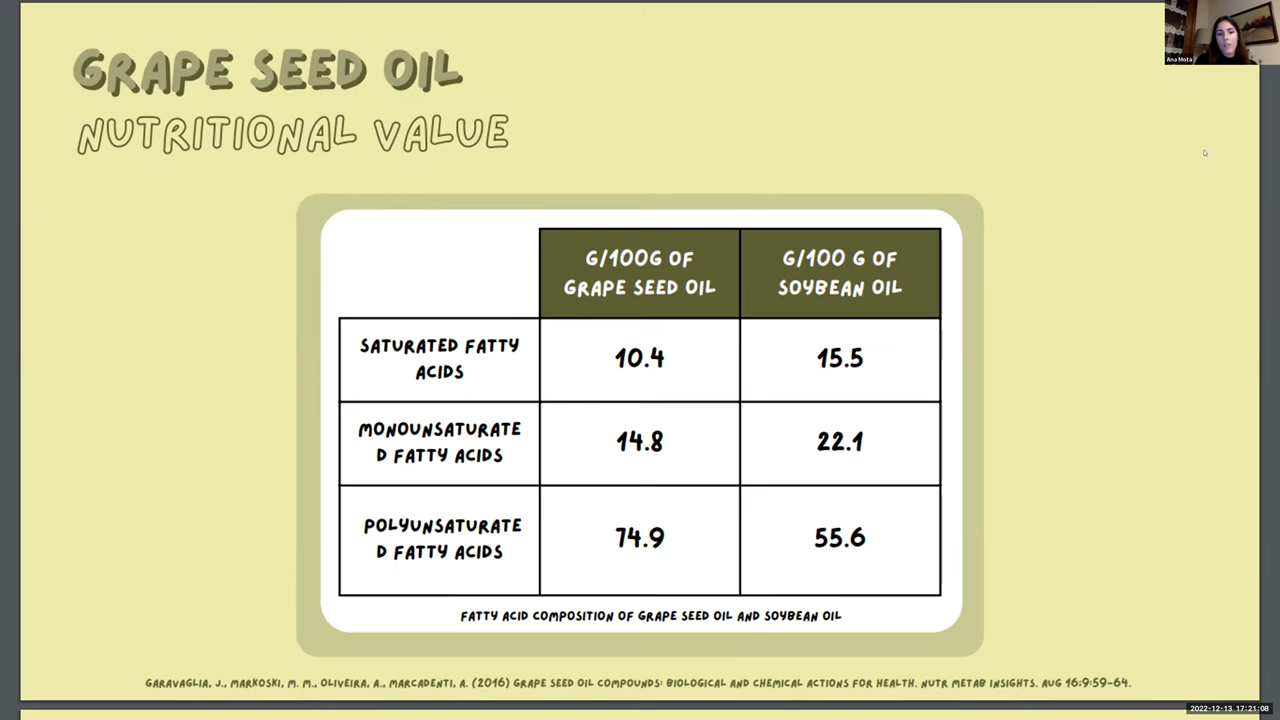 GRAPE SEED OIL
NUTRITIONAL VALUE
Ana Mota
G/100G OF
GRAPE SEED OIL
G/100 G OF
SOYBEAN OIL
SATURATED FATTY
ACIDS
10.4
15.5
MONOUNSATURATE
D FATTY ACIDS
14.8
22.1
POLYUNSATURATE
D FATTY ACIDS
74.9
55.6
FATTY ACID COMPOSITION OF GRAPE SEED OIL AND SOYBEAN OIL
GARAVAGLIA, J., MARKOSKI, M. M., OLIVEIRA, A., MARCADENTI, A. (2016) GRAPE SEED OIL COMPOUNDS: BIOLOGICAL AND CHEMICAL ACTIONS FOR HEALTH. NUTR METAB INSIGHTS. AUG 16;9:59-64.
2022-12-13 17:21:08